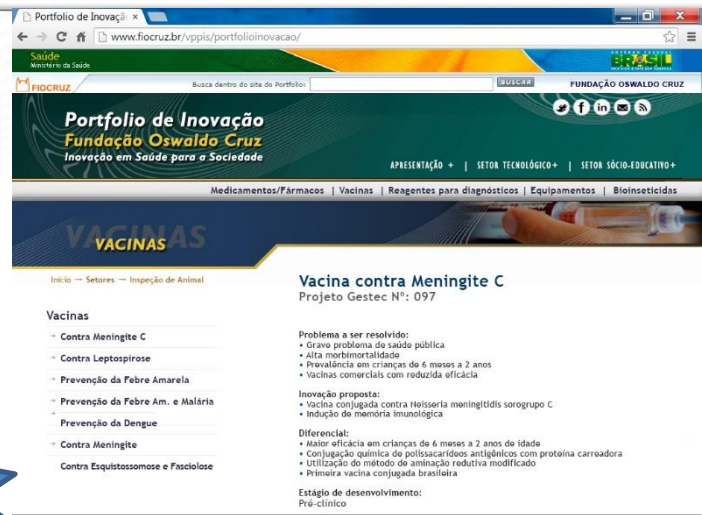 Portfolio de Inovaçã
www.fiocruz.br/vppis/portfolioinovacao/
Saúde
Ministério da Saúde
BRASIL
FIOCRUZ
Busca dentro do site do Portfolio:
BUSCAR
FUNDAÇÃO OSWALDO CRUZ
Portfolio de Inovação
Fundação Oswaldo Cruz
Inovação em Saúde para a Sociedade
APRESENTAÇÃO + | SETOR TECNOLÓGICO+ | SETOR SÓCIO-EDUCATIVO+
Medicamentos/Fármacos | Vacinas | Reagentes para diagnósticos | Equipamentos | Bioinseticidas
VACINAS
Início → Setores → Inspeção de Animal
Vacinas
Contra Meningite C
Contra Leptospirose
Prevenção da Febre Amarela
Prevenção da Febre Am. e Malária
Prevenção da Dengue
Contra Meningite
Contra Esquistossomose e Fasciolose
Vacina contra Meningite C
Projeto Gestec Nº: 097
Problema a ser resolvido:
• Grave problema de saúde pública
• Alta morbimortalidade
• Prevalência em crianças de 6 meses a 2 anos
• Vacinas comerciais com reduzida eficácia
Inovação proposta:
• Vacina conjugada contra Neisseria meningitidis sorogrupo C
• Indução de memória imunológica
Diferencial:
• Maior eficácia em crianças de 6 meses a 2 anos de idade
• Conjugação química de polissacarídeos antigênicos com proteína carreadora
• Utilização do método de aminação redutiva modificado
• Primeira vacina conjugada brasileira
Estágio de desenvolvimento:
Pré-clínico